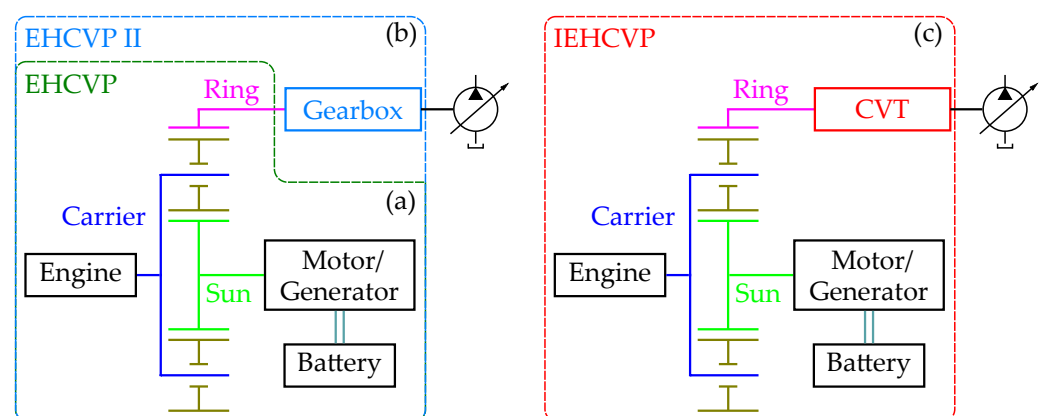 EHCVP II
(b)
EHCVP
Ring
Gearbox
(a)
Carrier
Engine
Motor/
Generator
Sun
Battery
IEHCVP
(c)
Ring
CVT
Carrier
Engine
Motor/
Generator
Sun
Battery